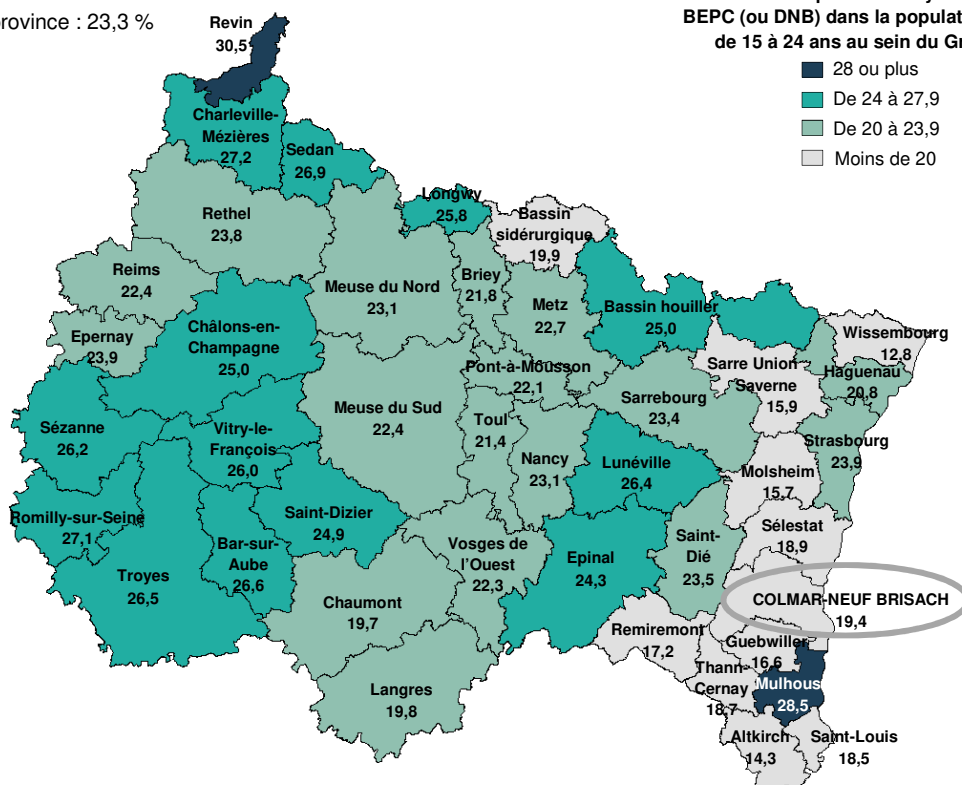 province : 23,3 %
BEPC (ou DNB) dans la
de 15 à 24 ans au sein du
28 ou plus
De 24 à 27,9
De 20 à 23,9
Moins de 20
Revin
30,5
Charleville-
Mézières
27,2
Sedan
26,9
Longwy
25,8
Bassin
sidérurgique
19,9
Rethel
23,8
Reims
22,4
Meuse du Nord
23,1
Briey
21,8
Metz
22,7
Bassin houiller
25,0
Wissembourg
12,8
Epernay
23,9
Châlons-en-
Champagne
25,0
Pont-à-Mousson
22,1
Sarre Union
Saverne
15,9
Haguenau
20,8
Sézanne
26,2
Vitry-le-
François
26,0
Meuse du Sud
22,4
Toul
21,4
Nancy
23,1
Sarrebourg
23,4
Lunéville
26,4
Molsheim
15,7
Strasbourg
23,9
Romilly-sur-Seine
27,1
Troyes
26,5
Bar-sur-
Aube
26,6
Saint-Dizier
24,9
Vosges de
l'Ouest
22,3
Epinal
24,3
Saint-
Dié
23,5
Sélestat
18,9
Chaumont
19,7
COLMAR-NEUF BRISACH
19,4
Remiremont
17,2
Guebwiller
16,6
Langres
19,8
Thann-
Cernay
18,7
Mulhous
28,5
Altkirch
14,3
Saint-Louis
18,5